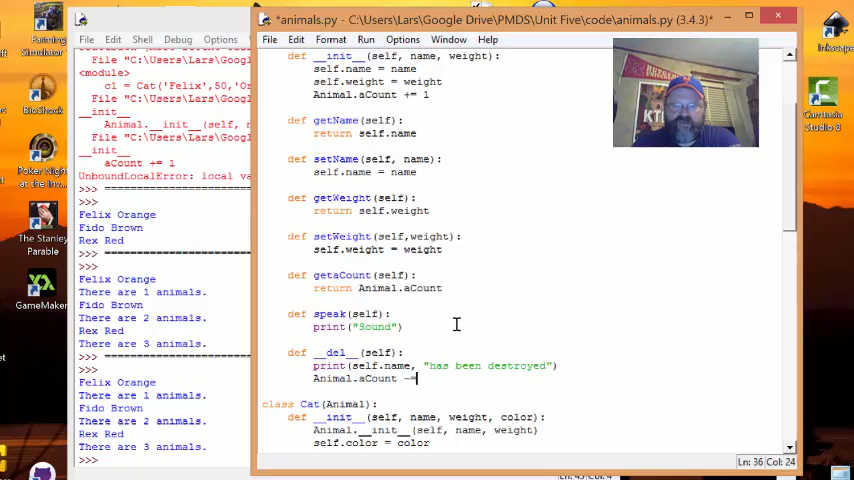 *animals.py - C:\Users\Lars\Google Drive\PMDS\Unit Five\code\animals.py (3.4.3)*
File Edit Shell Debug Options
File Edit Format Run Options Window Help
File "C:\Users\Lars\Goog
<module>
c1 = Cat('Felix',50,'Or
File "C:\Users\Lars\Goog
__init__
Animal.__init__(self, n
File "C:\Users\Lars\Goog
__init__
aCount += 1
UnboundLocalError: local va
>>> ================
>>>
Felix Orange
Fido Brown
Rex Red
>>> ================
>>>
Felix Orange
There are 1 animals.
Fido Brown
There are 2 animals.
Rex Red
There are 3 animals.
>>> ================
>>>
Felix Orange
There are 1 animals.
Fido Brown
There are 2 animals.
Rex Red
There are 3 animals.
>>>
def __init__(self, name, weight):
self.name = name
self.weight = weight
Animal.aCount += 1
def getName(self):
return self.name
def setName(self, name):
self.name = name
def getWeight(self):
return self.weight
def setWeight(self,weight):
self.weight = weight
def getaCount(self):
return Animal.aCount
def speak(self):
print("Sound")
def __del__(self):
print(self.name, "has been destroyed")
Animal.aCount -=
class Cat(Animal):
def __init__(self, name, weight, color):
Animal.__init__(self, name, weight)
self.color = color
Ln: 36 Col: 24
Farming
Simulator
BioShock
Poker Night
at the Inve
The Stanley
Parable
GameMaker
Inkscape
Camtasia
Studio 8
KTL